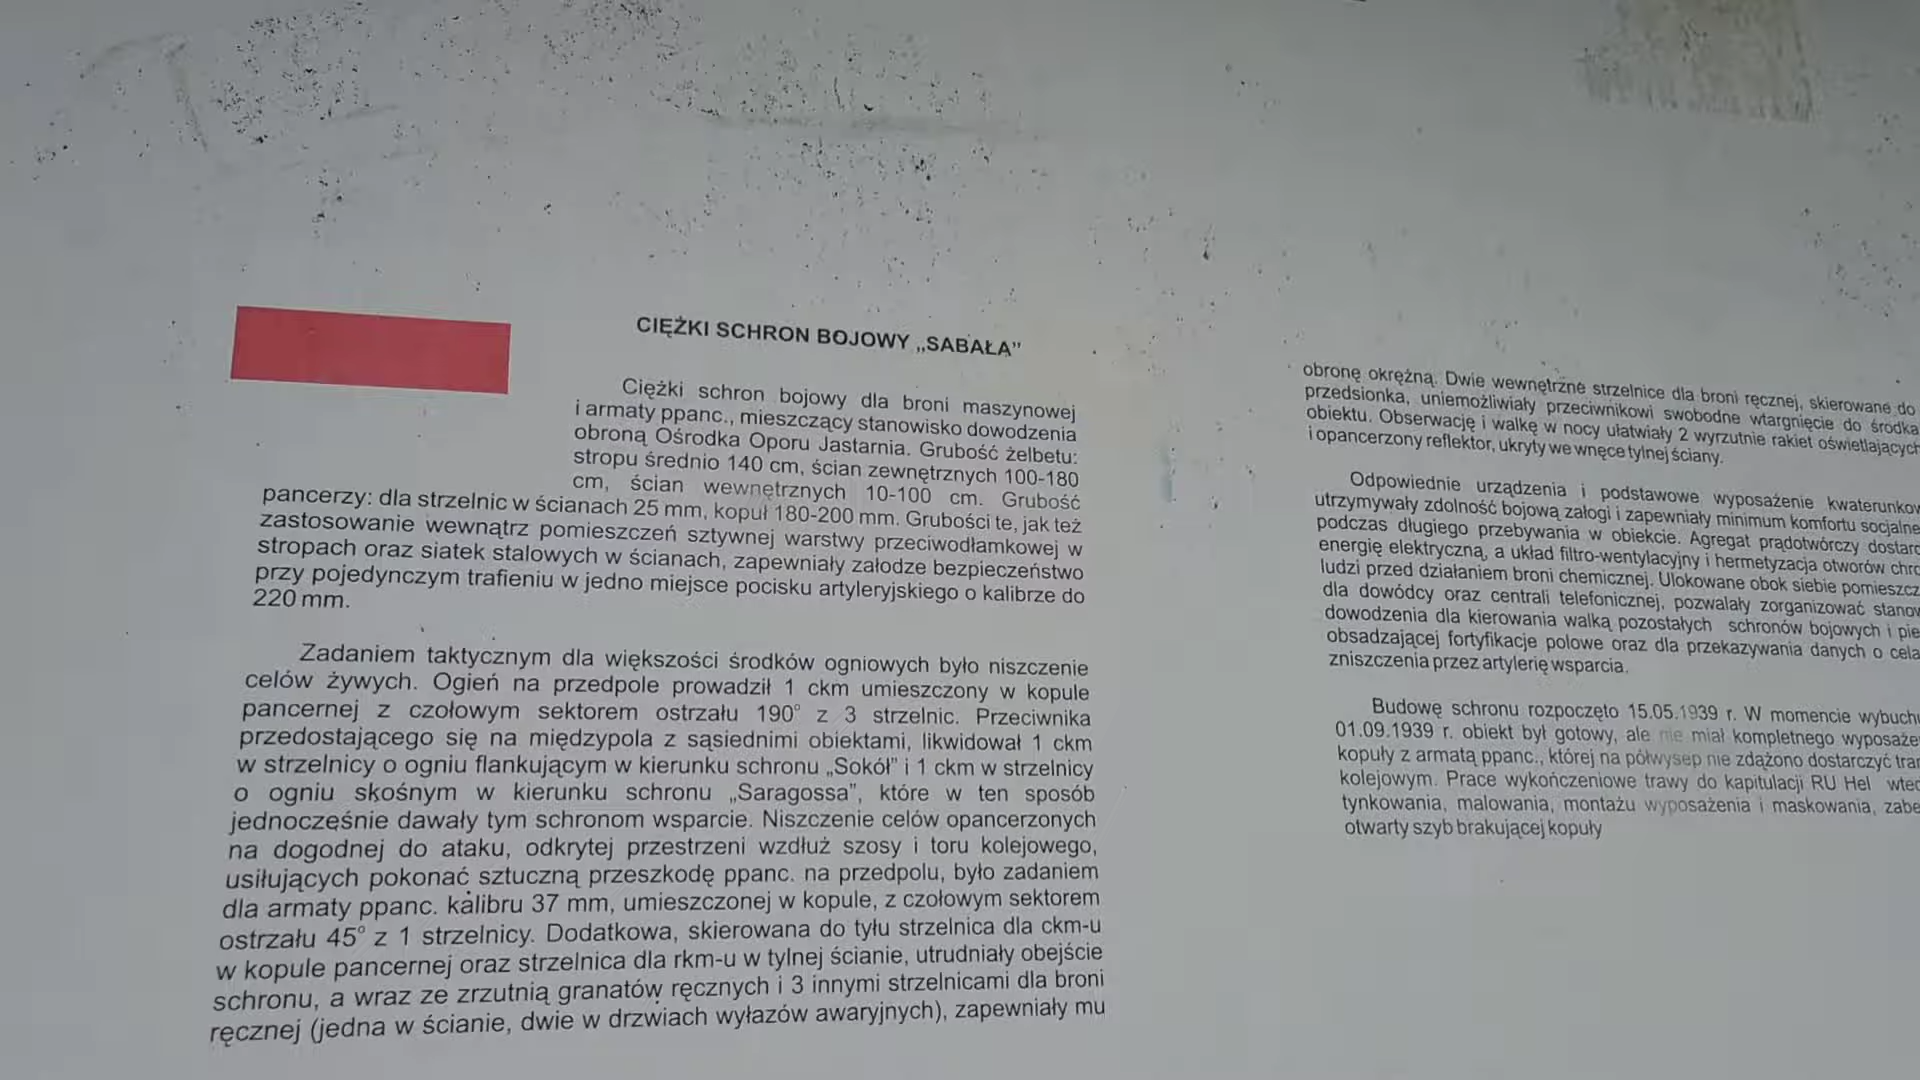 CIĘŻKI SCHRON BOJOWY „SABAŁA”
Ciężki schron bojowy dla broni maszynowej
i armaty ppanc., mieszczący stanowisko dowodzenia
obroną Ośrodka Oporu Jastarnia. Grubość żelbetu:
stropu średnio 140 cm, ścian zewnętrznych 100-180
cm, ścian wewnętrznych 10-100 cm. Grubość
pancerzy: dla strzelnic w ścianach 25 mm, kopuł 180-200 mm. Grubości te, jak też
zastosowanie wewnątrz pomieszczeń sztywnej warstwy przeciwodłamkowej w
stropach oraz siatek stalowych w ścianach, zapewniały załodze bezpieczeństwo
przy pojedynczym trafieniu w jedno miejsce pocisku artyleryjskiego o kalibrze do
220 mm.
Zadaniem taktycznym dla większości środków ogniowych było niszczenie
celów żywych. Ogień na przedpole prowadził 1 ckm umieszczony w kopule
pancernej z czołowym sektorem ostrzału 190° z 3 strzelnic. Przeciwnika
przedostającego się na międzypola z sąsiednimi obiektami, likwidował 1 ckm
w strzelnicy o ogniu flankującym w kierunku schronu „Sokół” i 1 ckm w strzelnicy
o ogniu skośnym w kierunku schronu „Saragossa”, które w ten sposób
jednocześnie dawały tym schronom wsparcie. Niszczenie celów opancerzonych
na dogodnej do ataku, odkrytej przestrzeni wzdłuż szosy i toru kolejowego,
usiłujących pokonać sztuczną przeszkodę ppanc. na przedpolu, było zadaniem
dla armaty ppanc. kalibru 37 mm, umieszczonej w kopule, z czołowym sektorem
ostrzału 45° z 1 strzelnicy. Dodatkowa, skierowana do tyłu strzelnica dla ckm-u
w kopule pancernej oraz strzelnica dla rkm-u w tylnej ścianie, utrudniały obejście
schronu, a wraz ze zrzutnią granatów ręcznych i 3 innymi strzelnicami dla broni
ręcznej (jedna w ścianie, dwie w drzwiach wyłazów awaryjnych), zapewniały mu
obronę okrężną. Dwie wewnętrzne strzelnice dla broni ręcznej, skierowane do
przedsionka, uniemożliwiały przeciwnikowi swobodne wtargnięcie do środka
obiektu. Obserwację i walkę w nocy ułatwiały 2 wyrzutnie rakiet oświetlających
i opancerzony reflektor, ukryty we wnęce tylnej ściany.
Odpowiednie urządzenia i podstawowe wyposażenie kwaterunkow
utrzymywały zdolność bojową załogi i zapewniały minimum komfortu socjalne
podczas długiego przebywania w obiekcie. Agregat prądotwórczy dostarc
energię elektryczną, a układ filtro-wentylacyjny i hermetyzacja otworów chro
ludzi przed działaniem broni chemicznej. Ulokowane obok siebie pomieszcz
dla dowódcy oraz centrali telefonicznej, pozwalały zorganizować stanow
dowodzenia dla kierowania walką pozostałych schronów bojowych i pie
obsadzającej fortyfikacje polowe oraz dla przekazywania danych o cela
zniszczenia przez artylerię wsparcia.
Budowę schronu rozpoczęto 15.05.1939 r. W momencie wybuchu
01.09.1939 r. obiekt był gotowy, ale nie miał kompletnego wyposaże
kopuły z armatą ppanc., której na półwysep nie zdążono dostarczyć tran
kolejowym. Prace wykończeniowe trawy do kapitulacji RU Hel wted
tynkowania, malowania, montażu wyposażenia i maskowania, zabe
otwarty szyb brakującej kopuły